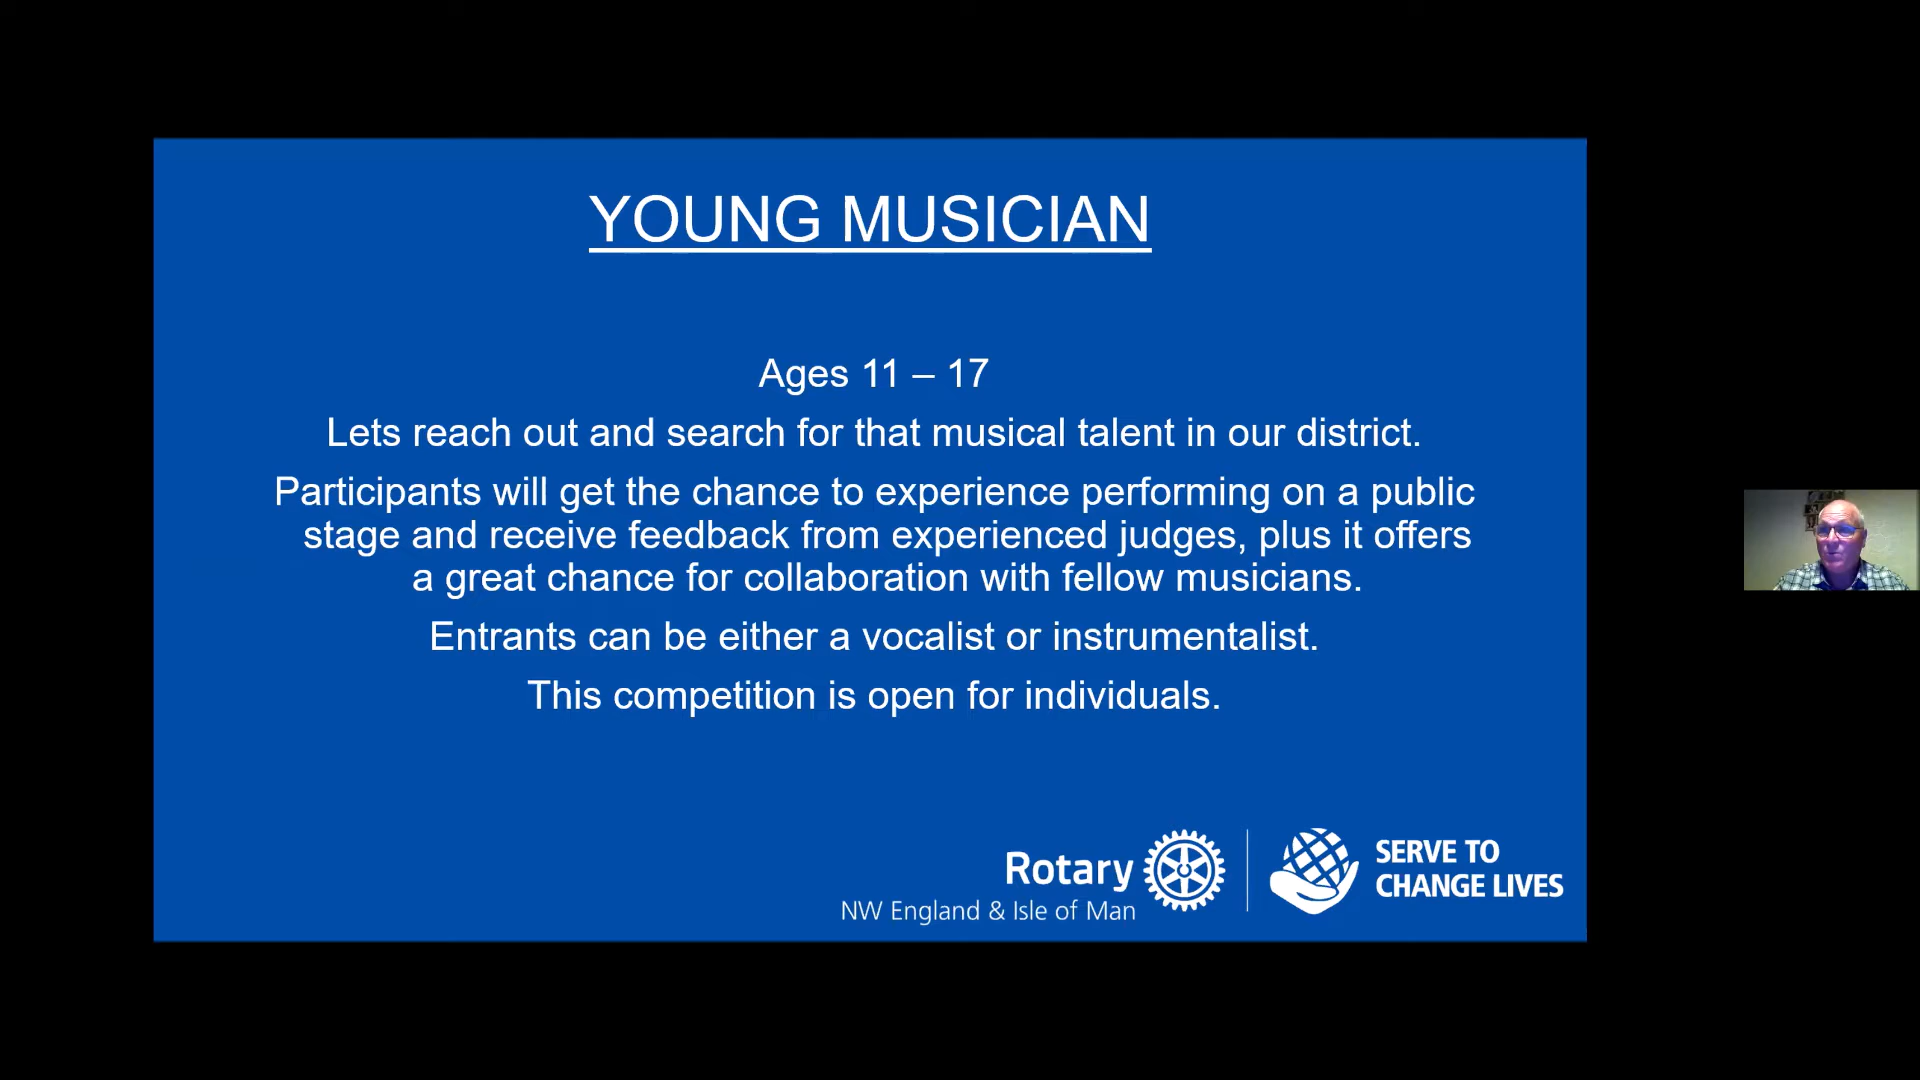 YOUNG MUSICIAN
Ages 11 – 17
Lets reach out and search for that musical talent in our district.
Participants will get the chance to experience performing on a public
stage and receive feedback from experienced judges, plus it offers
a great chance for collaboration with fellow musicians.
Entrants can be either a vocalist or instrumentalist.
This competition is open for individuals.
Rotary
NW England & Isle of Man
SERVE TO
CHANGE LIVES